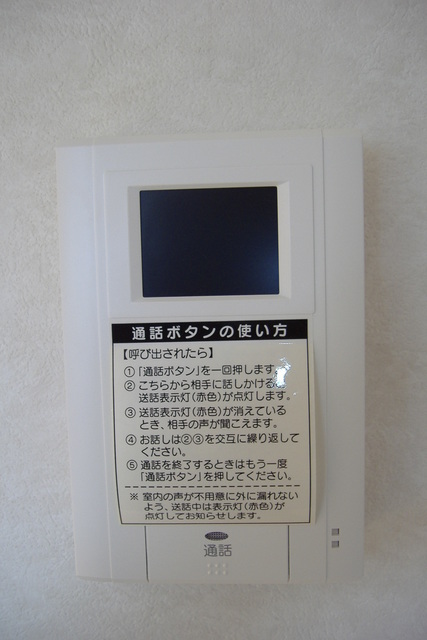 通話ボタンの使い方
【呼び出されたら】
①「通話ボタン」を一回押します。
②こちらから相手に話しかける
送話表示灯(赤色)が点灯します。
③送話表示灯(赤色)が消えている
とき、相手の声が聞こえます。
④お話しは②③を交互に繰り返して
ください。
⑤通話を終了するときはもう一度
「通話ボタン」を押してください。
※室内の声が不用意に外に漏れない
よう、送話中は表示灯(赤色)が
点灯してお知らせします。
通話